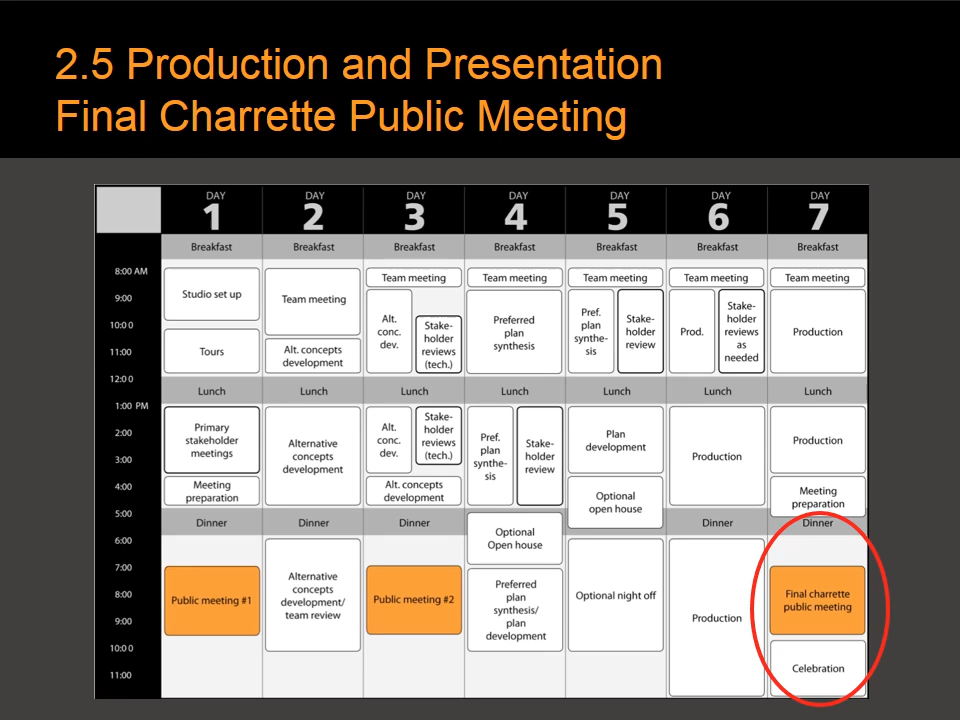 2.5 Production and Presentation
Final Charrette Public Meeting
DAY
1
DAY
2
DAY
3
DAY
4
DAY
5
DAY
6
DAY
7
Breakfast
Breakfast
Breakfast
Breakfast
Breakfast
Breakfast
Breakfast
8:00 AM
9:00
10:0 0
11:00
12:0 0
1:00 PM
2:00
3:00
4:00
5:00
6:00
7:00
8:00
9:00
10:0 0
11:00
Studio set up
Tours
Lunch
Primary
stakeholder
meetings
Meeting
preparation
Dinner
Public meeting #1
Team meeting
Alt. concepts
development
Lunch
Alternative
concepts
development
Dinner
Alternative
concepts
development/
team review
Team meeting
Alt.
conc.
dev.
Stake-
holder
reviews
(tech.)
Lunch
Alt.
conc.
dev.
Stake-
holder
reviews
(tech.)
Alt. concepts
development
Dinner
Public meeting #2
Team meeting
Preferred
plan
synthesis
Lunch
Pref.
plan
synthe-
sis
Stake-
holder
review
Optional
Open house
Preferred
plan
synthesis/
plan
development
Team meeting
Pref.
plan
synthe-
sis
Stake-
holder
review
Lunch
Plan
development
Optional
open house
Optional night off
Team meeting
Prod.
Stake-
holder
reviews
as
needed
Lunch
Production
Dinner
Production
Team meeting
Production
Lunch
Production
Meeting
preparation
Dinner
Final charrette
public meeting
Celebration